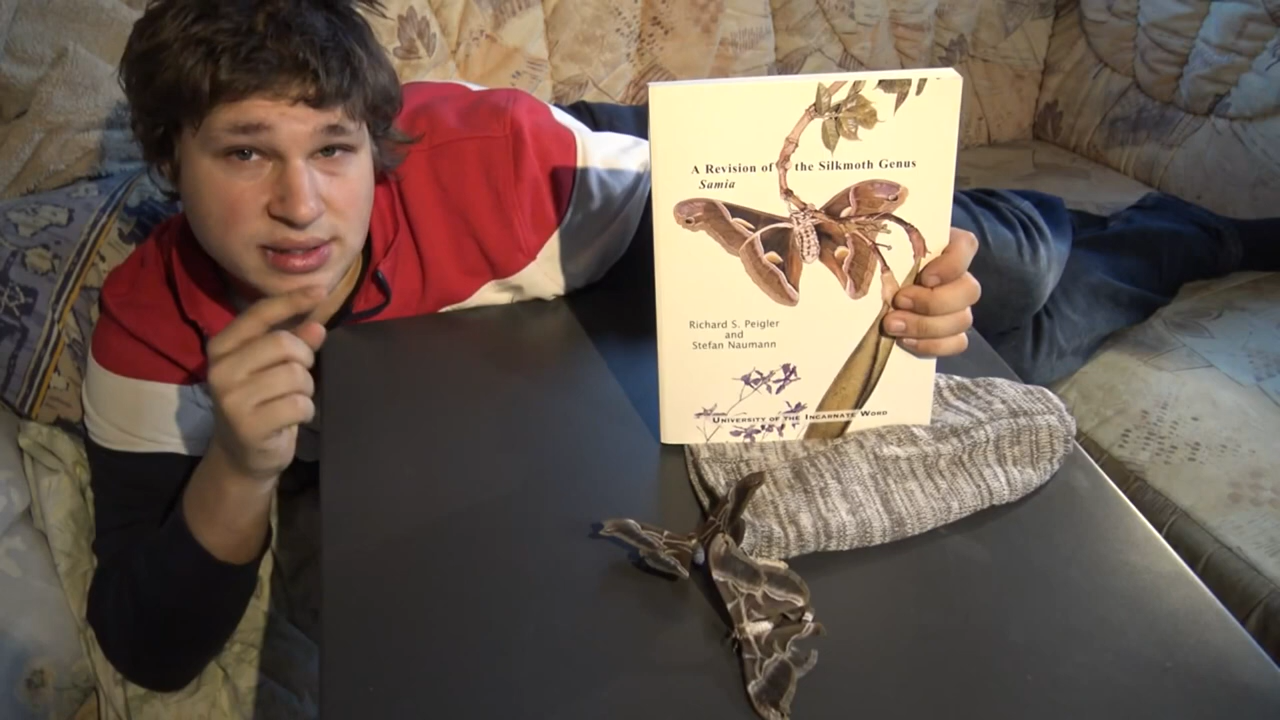 A Revision of the Silkmoth Genus
Samia
Richard S. Peigler
and
Stefan Naumann
University of the Incarnate Word